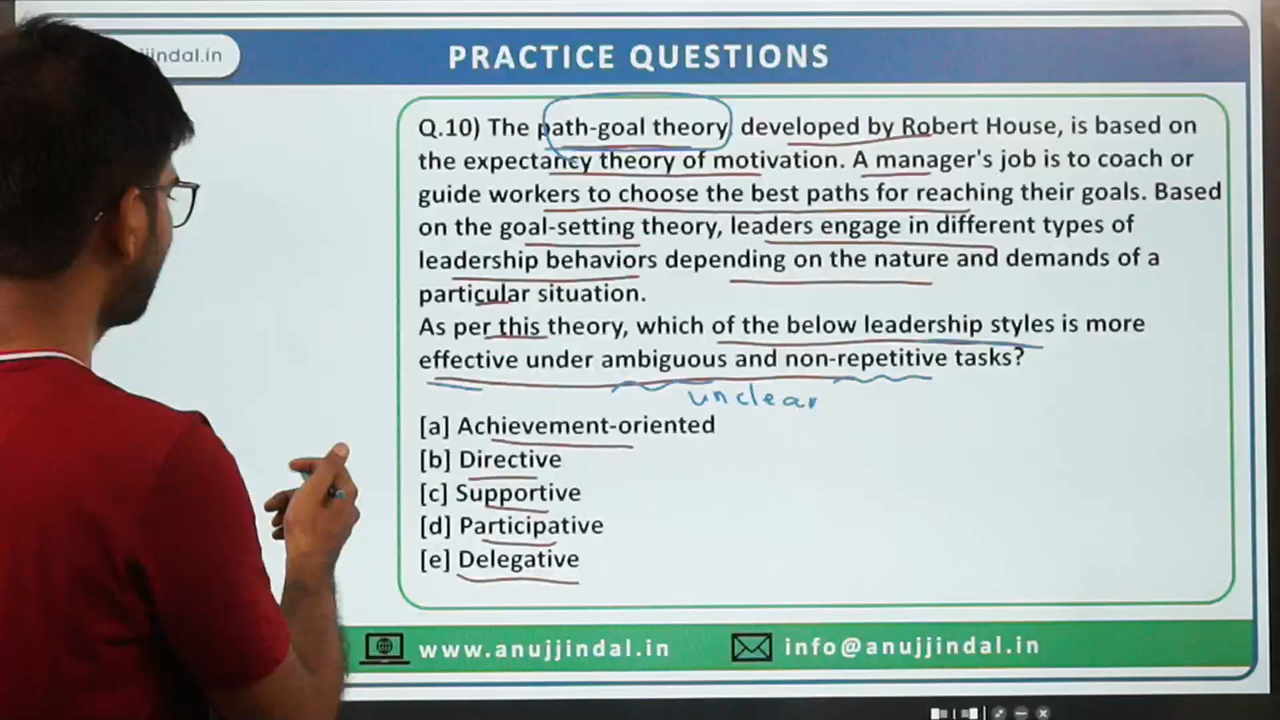 jindal.in
PRACTICE QUESTIONS
Q.10) The path-goal theory, developed by Robert House, is based on
the expectancy theory of motivation. A manager's job is to coach or
guide workers to choose the best paths for reaching their goals. Based
on the goal-setting theory, leaders engage in different types of
leadership behaviors depending on the nature and demands of a
particular situation.
As per this theory, which of the below leadership styles is more
effective under ambiguous and non-repetitive tasks?
unclear
[a] Achievement-oriented
[b] Directive
[c] Supportive
[d] Participative
[e] Delegative
www.anujjindal.in
info@anujjindal.in